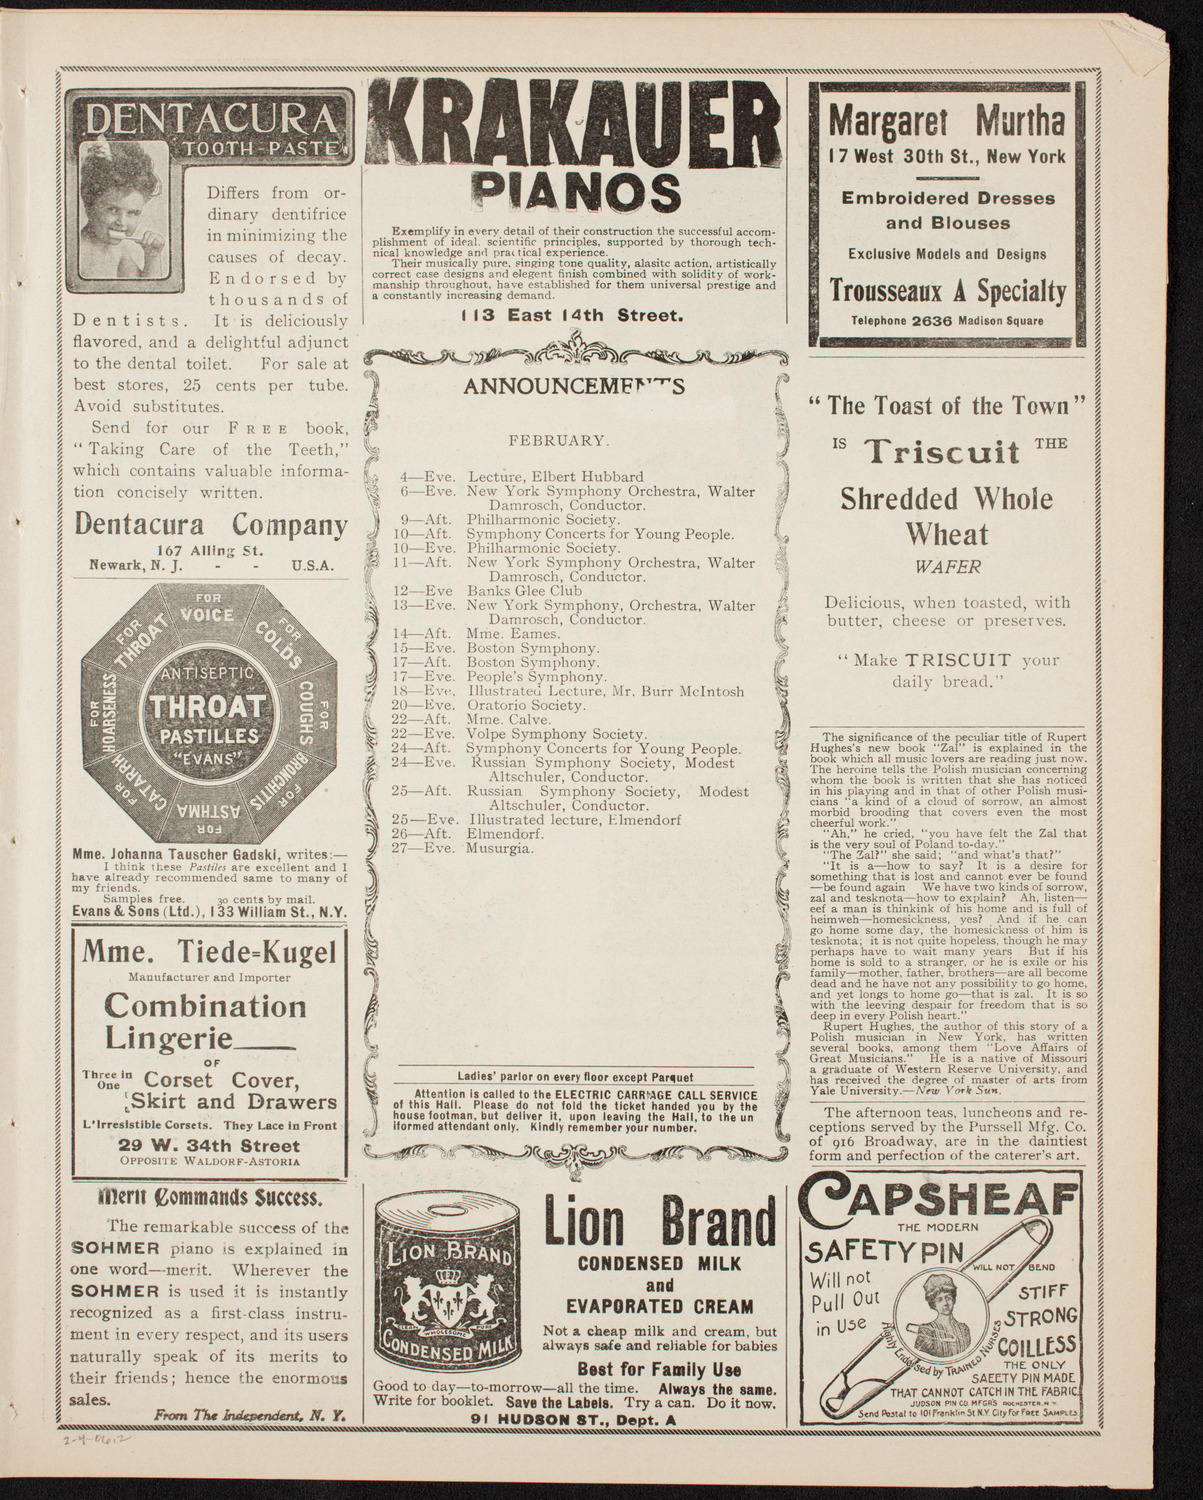 DENTACURA
TOOTH-PASTE
Differs from or-
dinary dentifrice
in minimizing the
causes of decay.
Endorsed by
thousands of
Dentists. It is deliciously
flavored, and a delightful adjunct
to the dental toilet. For sale at
best stores, 25 cents per tube.
Avoid substitutes.
Send for our FREE book,
"Taking Care of the Teeth,"
which contains valuable informa-
tion concisely written.
Dentacura Company
167 Alling St.
Newark, N. J. - - U.S.A.
FOR VOICE
FOR COLDS
FOR COUGHS
FOR BRONCHITIS
FOR ASTHMA
FOR CATARRH
FOR HOARSENESS
FOR THROAT
ANTISEPTIC
THROAT
PASTILLES
"EVANS"
Mme. Johanna Tauscher Gadski, writes:—
I think these Pastiles are excellent and I
have already recommended same to many of
my friends.
Samples free. 30 cents by mail.
Evans & Sons (Ltd.), 133 William St., N.Y.
Mme. Tiede=Kugel
Manufacturer and Importer
Combination
Lingerie
OF
Three in One Corset Cover,
Skirt and Drawers
L'Irresistible Corsets. They Lace in Front
29 W. 34th Street
OPPOSITE WALDORF-ASTORIA
Merit Commands Success.
The remarkable success of the
SOHMER piano is explained in
one word—merit. Wherever the
SOHMER is used it is instantly
recognized as a first-class instru-
ment in every respect, and its users
naturally speak of its merits to
their friends; hence the enormous
sales.
From The Independent, N. Y.
KRAKAUER
PIANOS
Exemplify in every detail of their construction the successful accom-
plishment of ideal. scientific principles, supported by thorough tech-
nical knowledge and practical experience.
Their musically pure, singing tone quality, alasitc action, artistically
correct case designs and elegent finish combined with solidity of work-
manship throughout, have established for them universal prestige and
a constantly increasing demand.
113 East 14th Street.
ANNOUNCEMENTS
FEBRUARY.
4—Eve. Lecture, Elbert Hubbard
6—Eve. New York Symphony Orchestra, Walter
Damrosch, Conductor.
9—Aft. Philharmonic Society.
10—Aft. Symphony Concerts for Young People.
10—Eve. Philharmonic Society.
11—Aft. New York Symphony Orchestra, Walter
Damrosch, Conductor.
12—Eve Banks Glee Club
13—Eve. New York Symphony, Orchestra, Walter
Damrosch, Conductor.
14—Aft. Mme. Eames.
15—Eve. Boston Symphony.
17—Aft. Boston Symphony.
17—Eve. People's Symphony.
18—Eve. Illustrated Lecture, Mr. Burr McIntosh
20—Eve. Oratorio Society.
22—Aft. Mme. Calve.
22—Eve. Volpe Symphony Society.
24—Aft. Symphony Concerts for Young People.
24—Eve. Russian Symphony Society, Modest
Altschuler, Conductor.
25—Aft. Russian Symphony Society, Modest
Altschuler, Conductor.
25—Eve. Illustrated lecture, Elmendorf
26—Aft. Elmendorf.
27—Eve. Musurgia.
Ladies' parlor on every floor except Parquet
Attention is called to the ELECTRIC CARRIAGE CALL SERVICE
of this Hall. Please do not fold the ticket handed you by the
house footman, but deliver it, upon leaving the Hall, to the un
iformed attendant only. Kindly remember your number.
LION BRAND
CLEAN WHOLESOME PURE
CONDENSED MILK
Lion Brand
CONDENSED MILK
and
EVAPORATED CREAM
Not a cheap milk and cream, but
always safe and reliable for babies
Best for Family Use
Good to day—to-morrow—all the time. Always the same.
Write for booklet. Save the Labels. Try a can. Do it now.
91 HUDSON ST., Dept. A
Margaret Murtha
17 West 30th St., New York
Embroidered Dresses
and Blouses
Exclusive Models and Designs
Trousseaux A Specialty
Telephone 2636 Madison Square
"The Toast of the Town"
IS Triscuit THE
Shredded Whole
Wheat
WAFER
Delicious, when toasted, with
butter, cheese or preserves.
"Make TRISCUIT your
daily bread."
The significance of the peculiar title of Rupert
Hughes's new book "Zal" is explained in the
book which all music lovers are reading just now.
The heroine tells the Polish musician concerning
whom the book is written that she has noticed
in his playing and in that of other Polish musi-
cians "a kind of a cloud of sorrow, an almost
morbid brooding that covers even the most
cheerful work."
"Ah," he cried, "you have felt the Zal that
is the very soul of Poland to-day."
"The Zal?" she said; "and what's that?"
"It is a—how to say? It is a desire for
something that is lost and cannot ever be found
—be found again We have two kinds of sorrow,
zal and tesknota—how to explain? Ah, listen—
eef a man is thinkink of his home and is full of
heimweh—homesickness, yes? And if he can
go home some day, the homesickness of him is
tesknota; it is not quite hopeless, though he may
perhaps have to wait many years But if his
home is sold to a stranger, or he is exile or his
family—mother, father, brothers—are all become
dead and he have not any possibility to go home,
and yet longs to home go—that is zal. It is so
with the leeving despair for freedom that is so
deep in every Polish heart."
Rupert Hughes, the author of this story of a
Polish musician in New York, has written
several books, among them "Love Affairs of
Great Musicians." He is a native of Missouri
a graduate of Western Reserve University, and
has received the degree of master of arts from
Yale University.—New York Sun.
The afternoon teas, luncheons and re-
ceptions served by the Purssell Mfg. Co.
of 916 Broadway, are in the daintiest
form and perfection of the caterer's art.
CAPSHEAF
THE MODERN
SAFETY PIN
WILL NOT BEND
Will not
Pull Out
in Use
STIFF
STRONG
COILLESS
Highly Endorsed by TRAINED NURSES
THE ONLY
SAEETY PIN MADE
THAT CANNOT CATCH IN THE FABRIC.
JUDSON PIN CO. MFGRS ROCHESTER, N.Y.
Send Postal to 101 Franklin St. N.Y. City For FREE SAMPLES
2-4-06.2